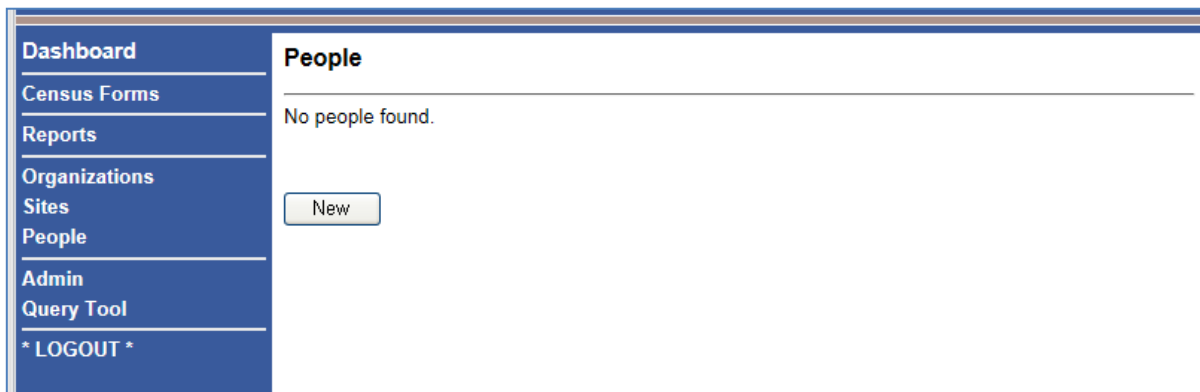 Dashboard
Census Forms
Reports
Organizations
Sites
People
Admin
Query Tool
* LOGOUT *
People
No people found.
New